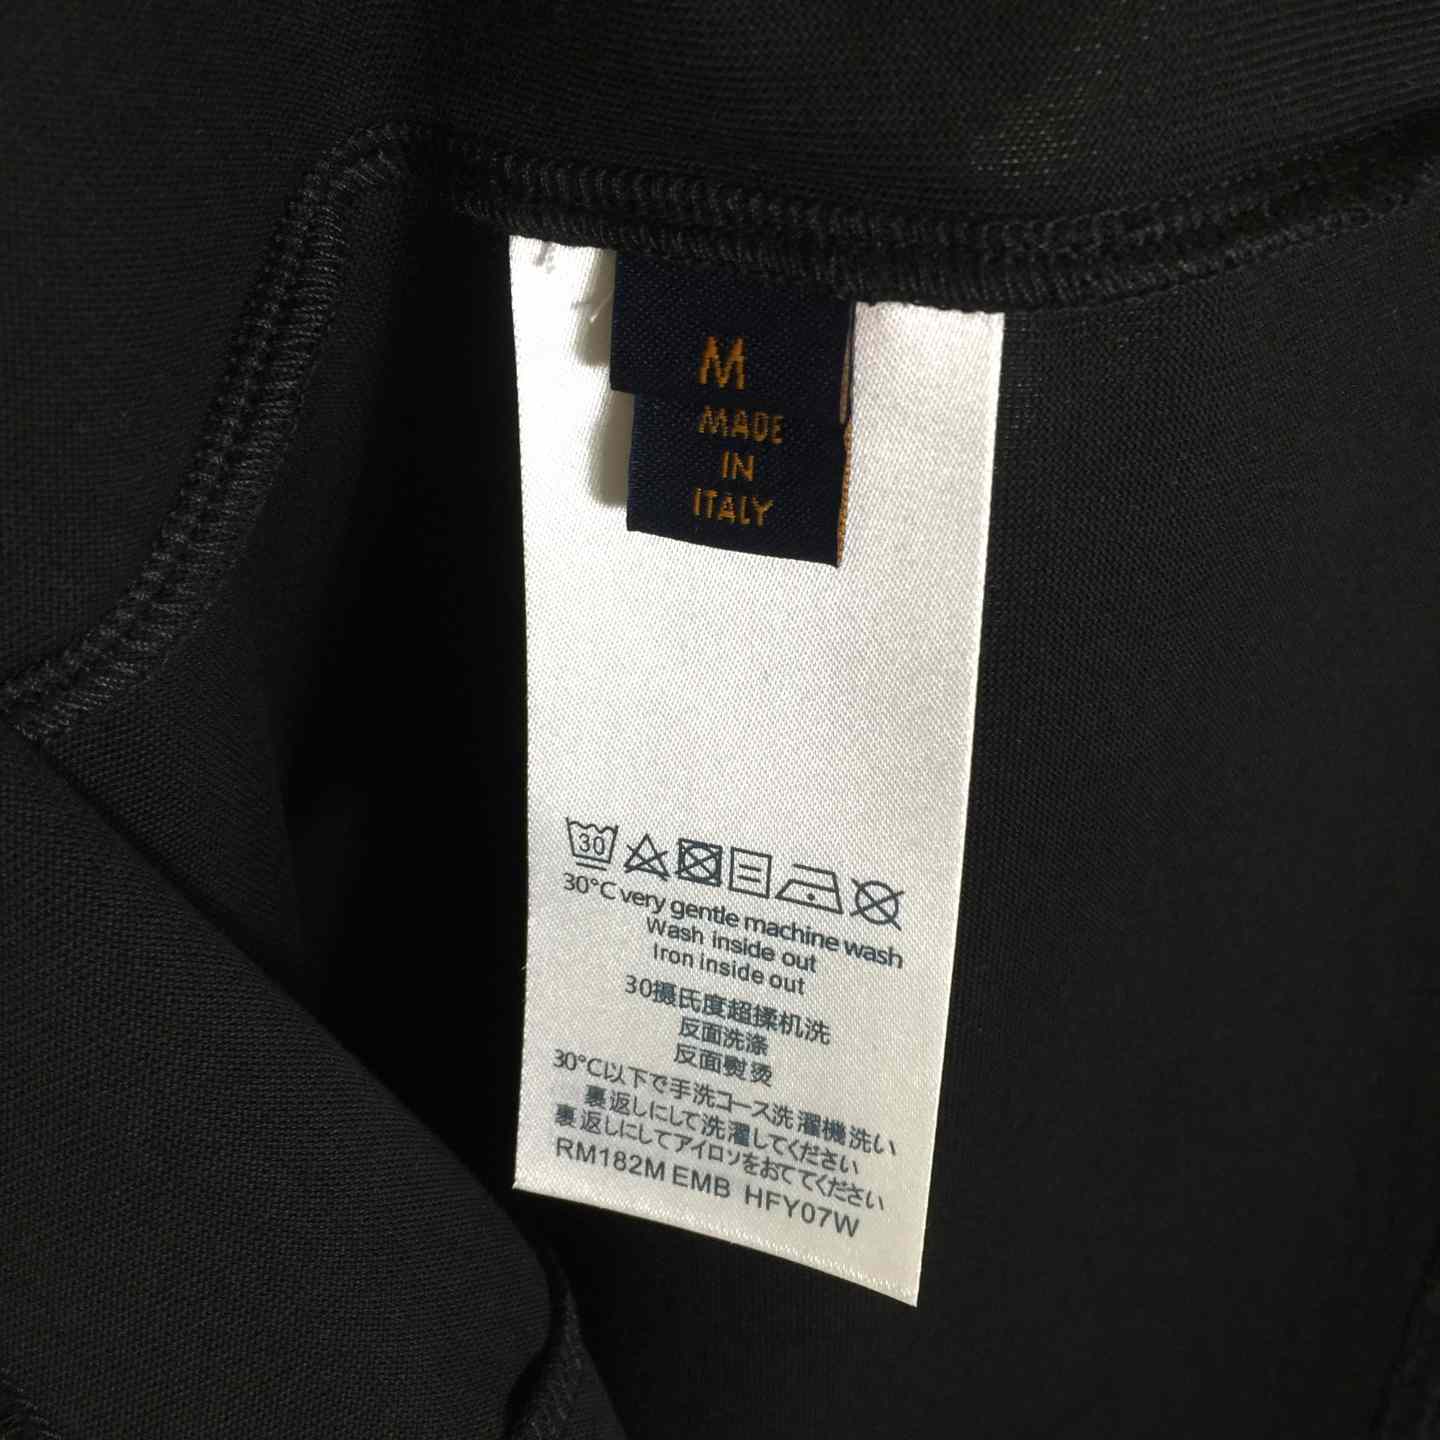 M
MADE
IN
ITALY
30
30°C very gentle machine wash
Wash inside out
Iron inside out
30摄氏度超揉机洗
反面洗涤
反面熨烫
30°C以下で手洗コース洗濯機洗い
裏返しにして洗濯してください
裏返しにしてアイロソをおててください
RM182M EMB HFY07W